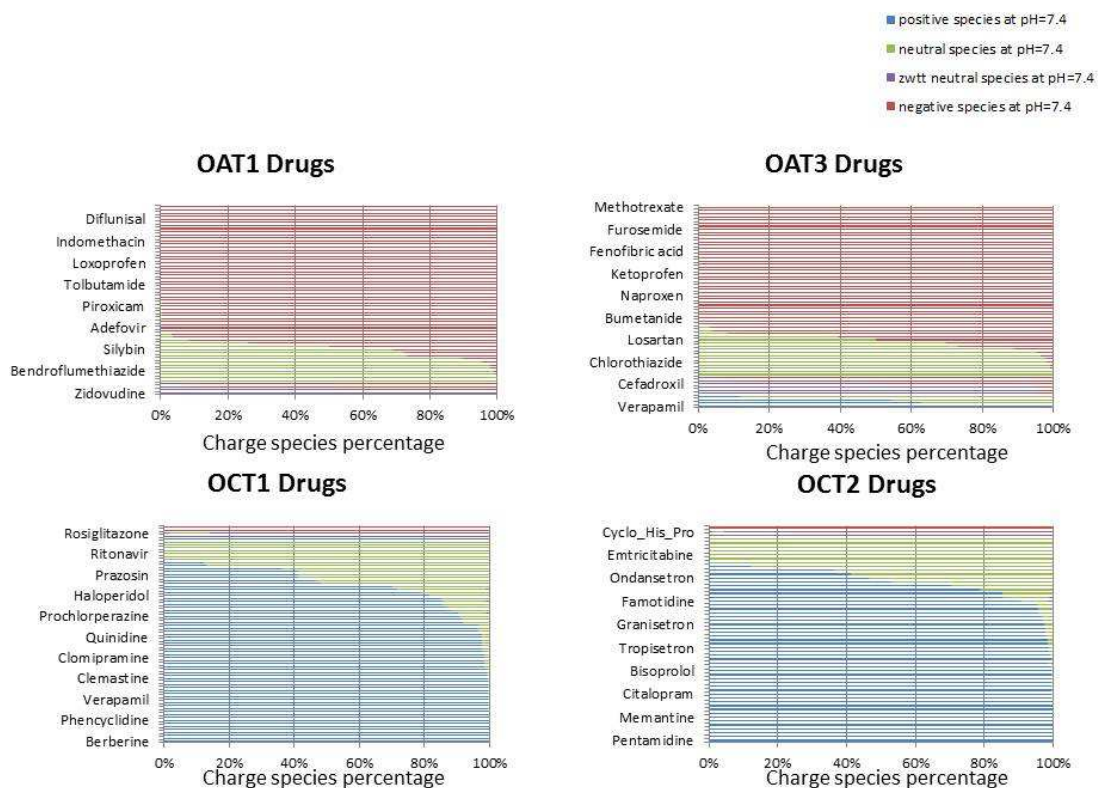 positive species at pH=7.4
neutral species at pH=7.4
zwtt neutral species at pH=7.4
negative species at pH=7.4
OAT1 Drugs
Diflunisal
Indomethacin
Loxoprofen
Tolbutamide
Piroxicam
Adefovir
Silybin
Bendroflumethiazide
Zidovudine
0% 20% 40% 60% 80% 100%
Charge species percentage
OAT3 Drugs
Methotrexate
Furosemide
Fenofibric acid
Ketoprofen
Naproxen
Bumetanide
Losartan
Chlorothiazide
Cefadroxil
Verapamil
0% 20% 40% 60% 80% 100%
Charge species percentage
OCT1 Drugs
Rosiglitazone
Ritonavir
Prazosin
Haloperidol
Prochlorperazine
Quinidine
Clomipramine
Clemastine
Verapamil
Phencyclidine
Berberine
0% 20% 40% 60% 80% 100%
Charge species percentage
OCT2 Drugs
Cyclo_His_Pro
Emtricitabine
Ondansetron
Famotidine
Granisetron
Tropisetron
Bisoprolol
Citalopram
Memantine
Pentamidine
0% 20% 40% 60% 80% 100%
Charge species percentage